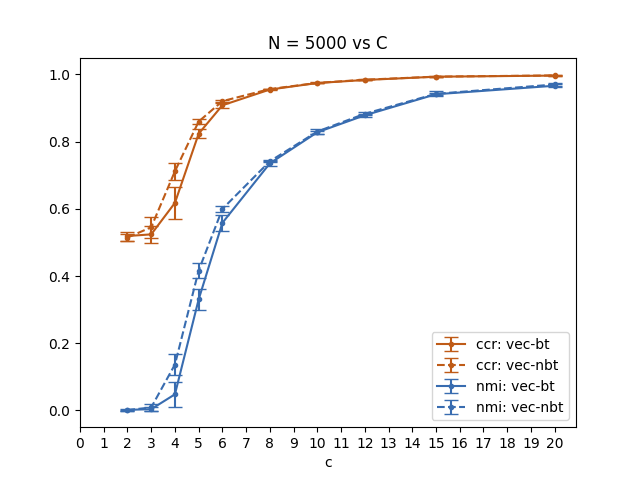 N = 5000 vs C
1.0
0.8
0.6
0.4
0.2
0.0
ccr: vec-bt
ccr: vec-nbt
nmi: vec-bt
nmi: vec-nbt
0 1 2 3 4 5 6 7 8 9 10 11 12 13 14 15 16 17 18 19 20
c